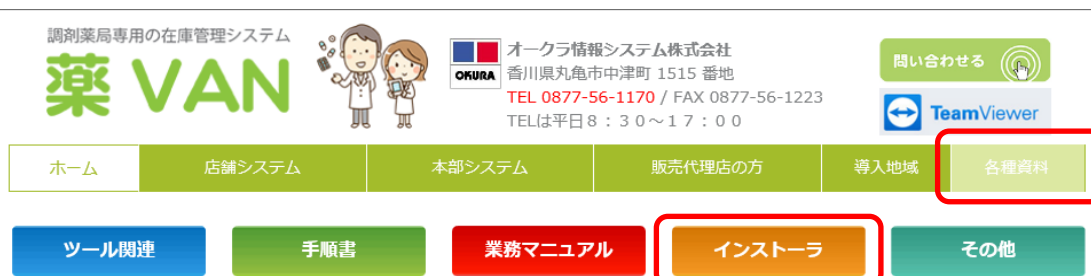 調剤薬局専用の在庫管理システム
薬 VAN
OKURA
オークラ情報システム株式会社
香川県丸亀市中津町 1515 番地
TEL 0877-56-1170 / FAX 0877-56-1223
TELは平日8：30～17：00
問い合わせる
TeamViewer
ホーム 店舗システム 本部システム 販売代理店の方 導入地域 各種資料
ツール関連 手順書 業務マニュアル インストーラ その他